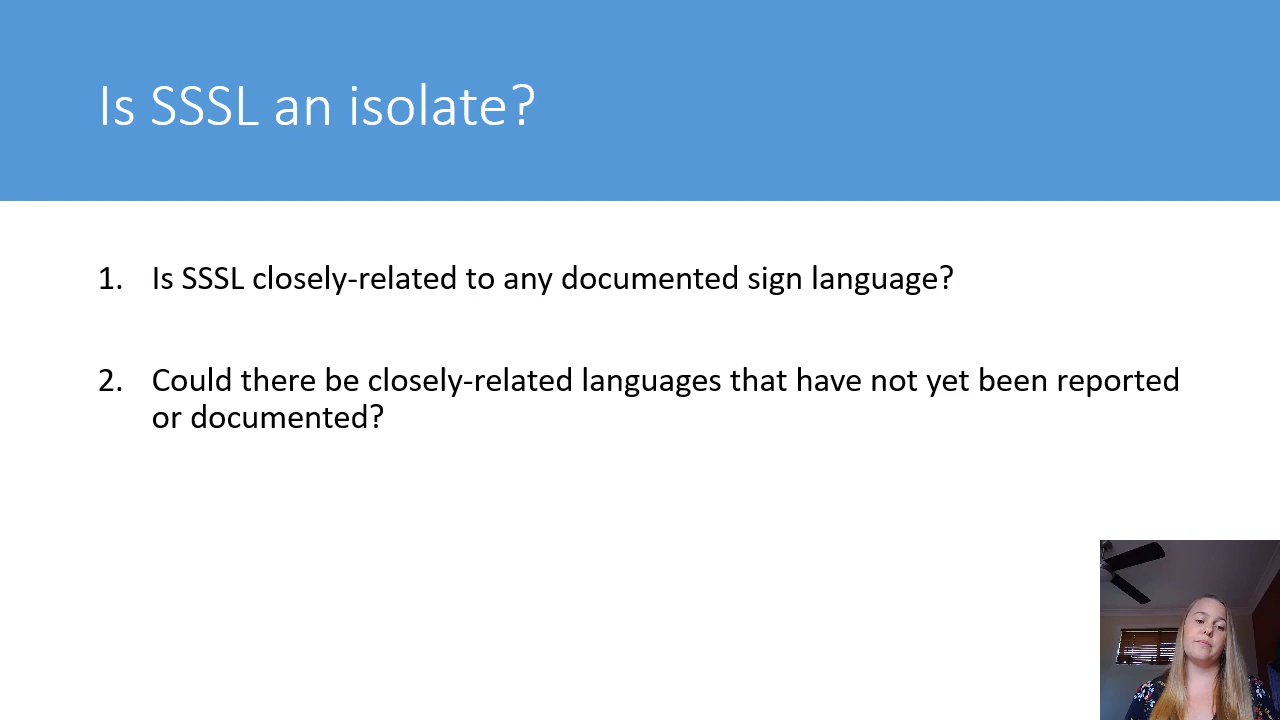 Is SSSL an isolate?
1. Is SSSL closely-related to any documented sign language?
2. Could there be closely-related languages that have not yet been reported
or documented?